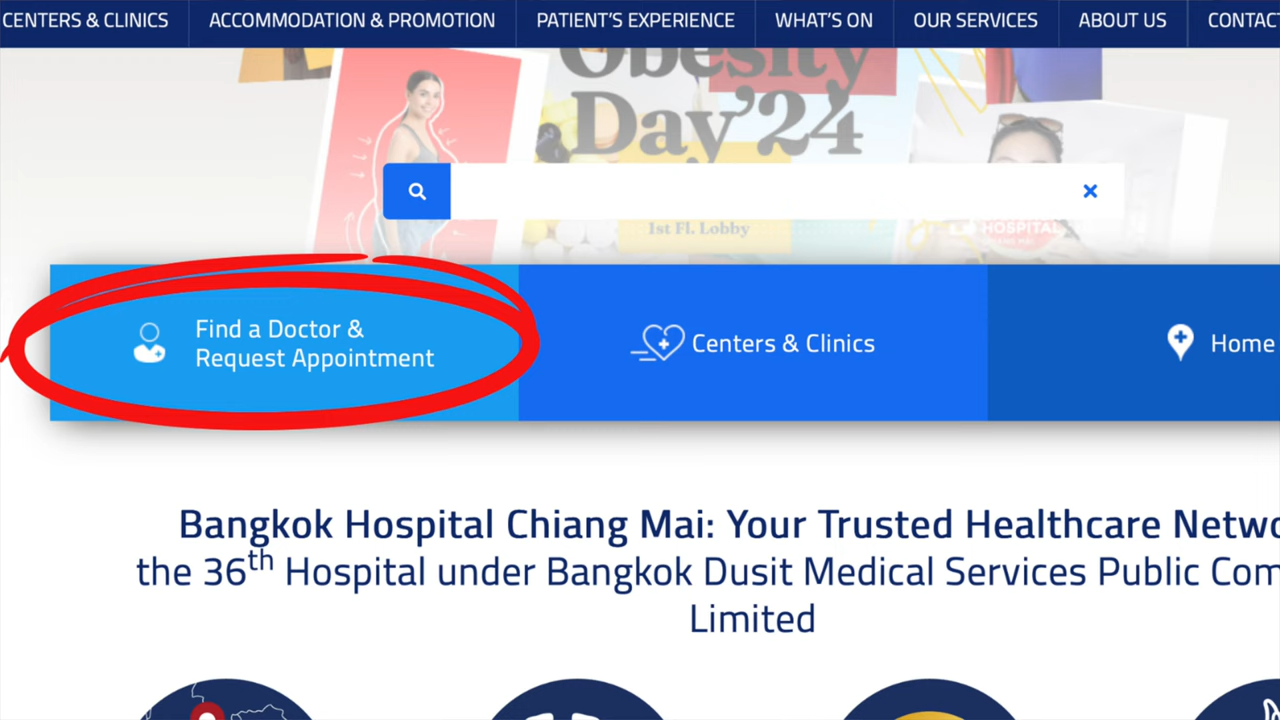 CENTERS & CLINICS
ACCOMMODATION & PROMOTION
PATIENT'S EXPERIENCE
WHAT'S ON
OUR SERVICES
ABOUT US
CONTACT
Obesity
Day'24
1st Fl. Lobby
HOSPITAL
Find a Doctor &
Request Appointment
Centers & Clinics
Home
Bangkok Hospital Chiang Mai: Your Trusted Healthcare Netwo
the 36th Hospital under Bangkok Dusit Medical Services Public Com
Limited